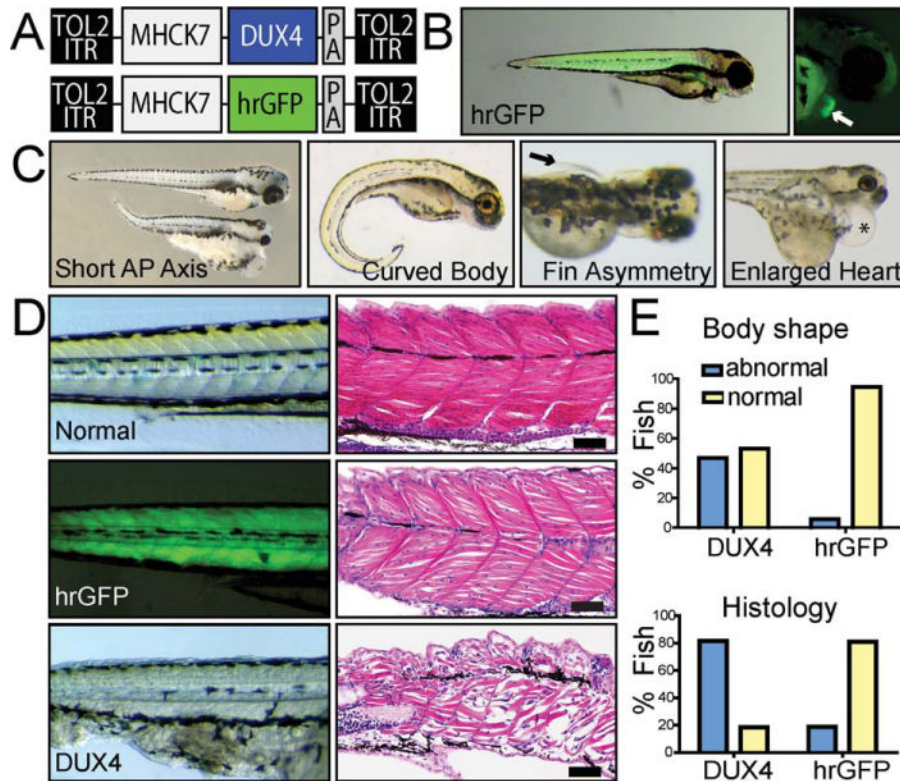 A
TOL2 ITR
MHCK7
DUX4
PA
TOL2 ITR
TOL2 ITR
MHCK7
hrGFP
PA
TOL2 ITR
B
hrGFP
C
Short AP Axis
Curved Body
Fin Asymmetry
Enlarged Heart
*
D
Normal
hrGFP
DUX4
E
Body shape
abnormal
normal
% Fish
100
80
60
40
20
0
DUX4 hrGFP
Histology
% Fish
100
80
60
40
20
0
DUX4 hrGFP